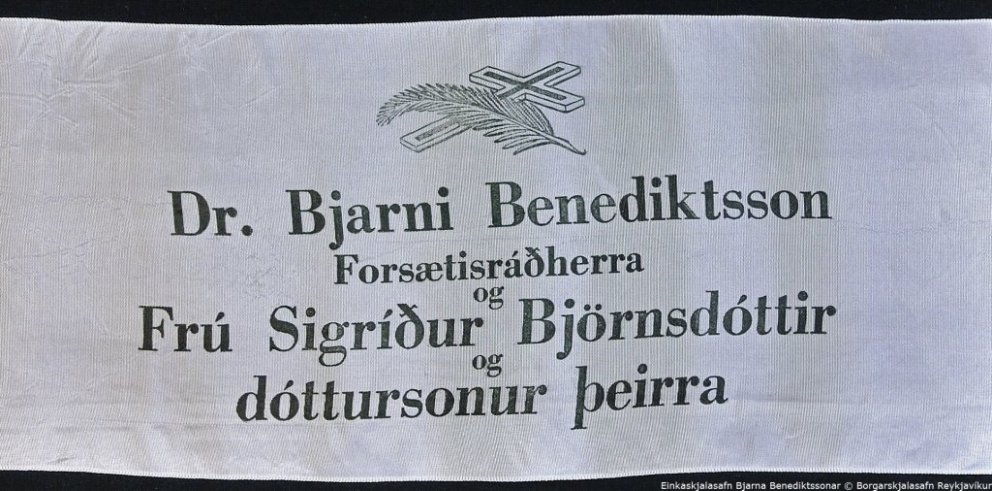 Dr. Bjarni Benediktsson
Forsætisráðherra
og
Frú Sigríður Björnsdóttir
og
dóttursonur þeirra
Einkaskjalasafn Bjarna Benediktssonar © Borgarskjalasafn Reykjavíkur